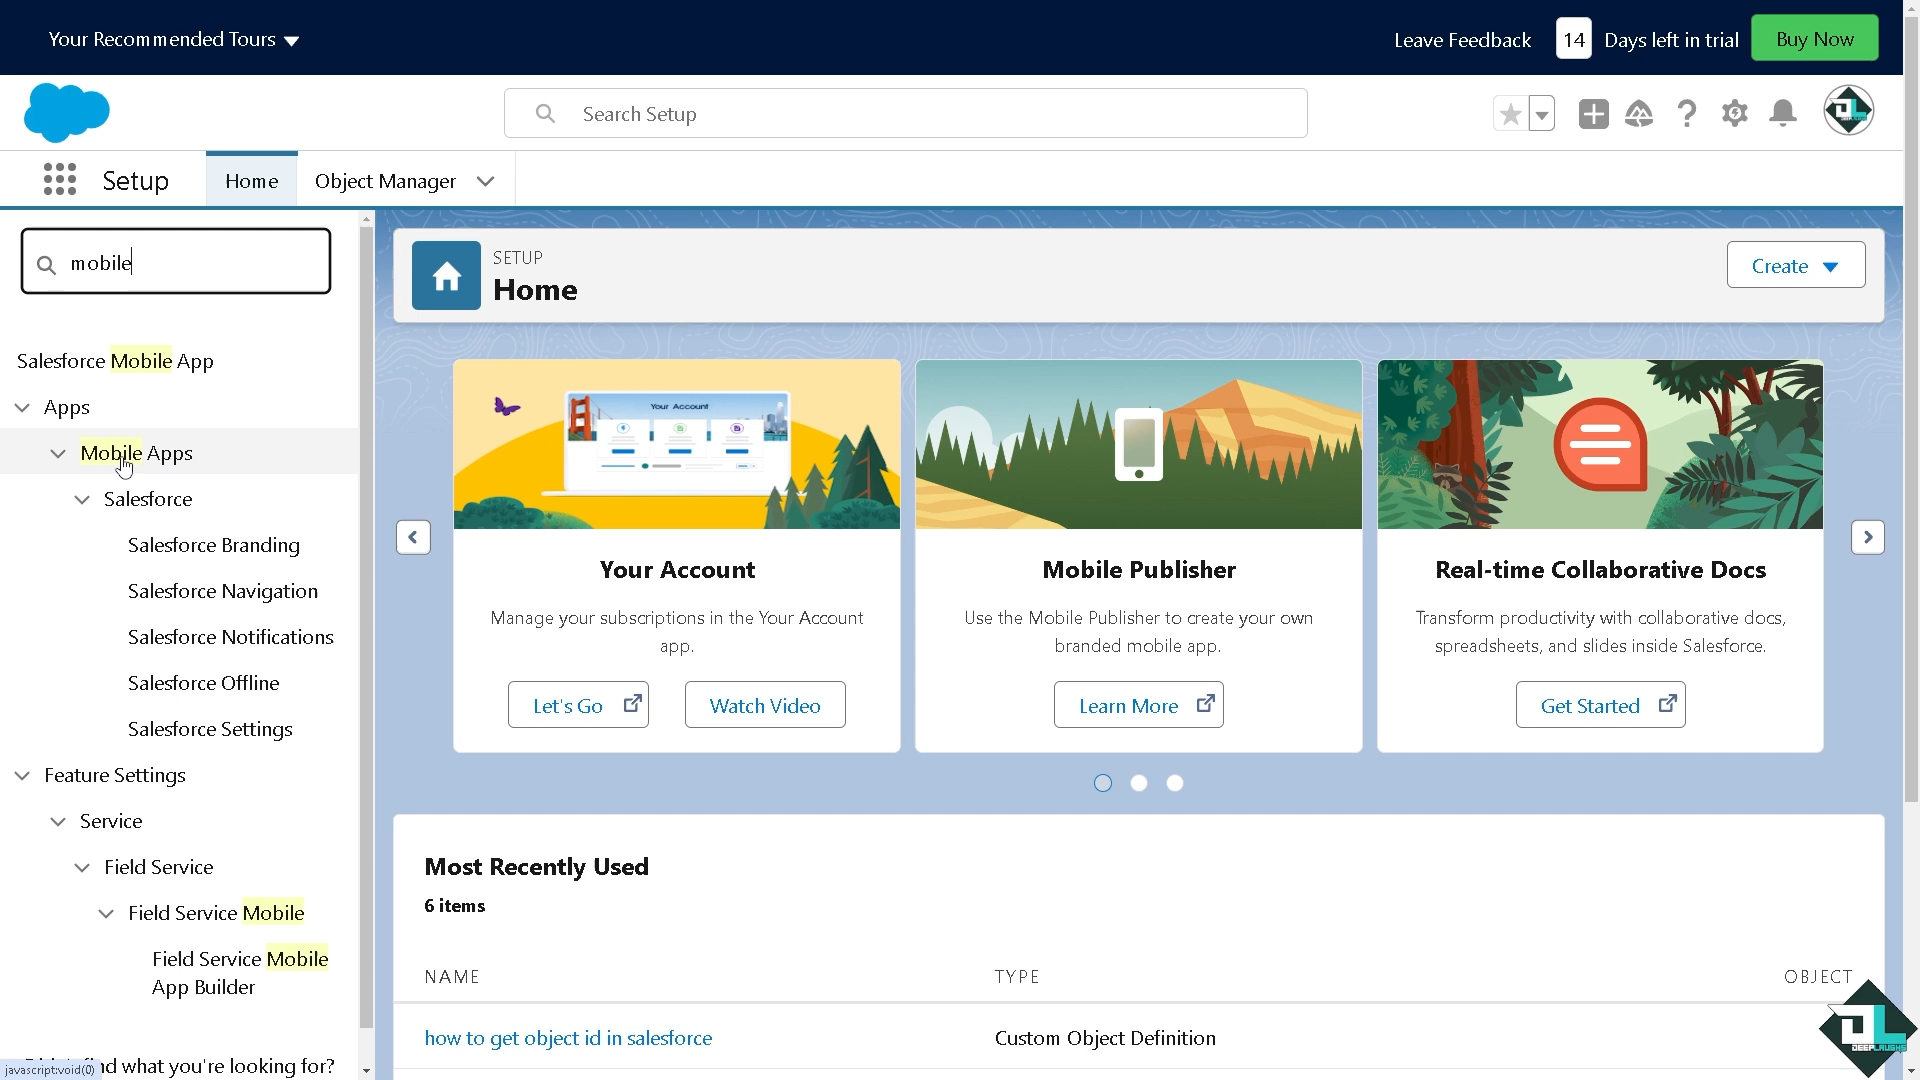 Your Recommended Tours
Leave Feedback
14
Days left in trial
Buy Now
Search Setup
Setup
Home
Object Manager
mobile
Salesforce Mobile App
Apps
Mobile Apps
Salesforce
Salesforce Branding
Salesforce Navigation
Salesforce Notifications
Salesforce Offline
Salesforce Settings
Feature Settings
Service
Field Service
Field Service Mobile
Field Service Mobile
App Builder
find what you're looking for?
javascript:void(0)
SETUP
Home
Create
Your Account
Your Account
Manage your subscriptions in the Your Account
app.
Let's Go
Watch Video
Mobile Publisher
Use the Mobile Publisher to create your own
branded mobile app.
Learn More
Real-time Collaborative Docs
Transform productivity with collaborative docs,
spreadsheets, and slides inside Salesforce.
Get Started
Most Recently Used
6 items
NAME
TYPE
OBJECT
how to get object id in salesforce
Custom Object Definition
DEEPLAUGHS